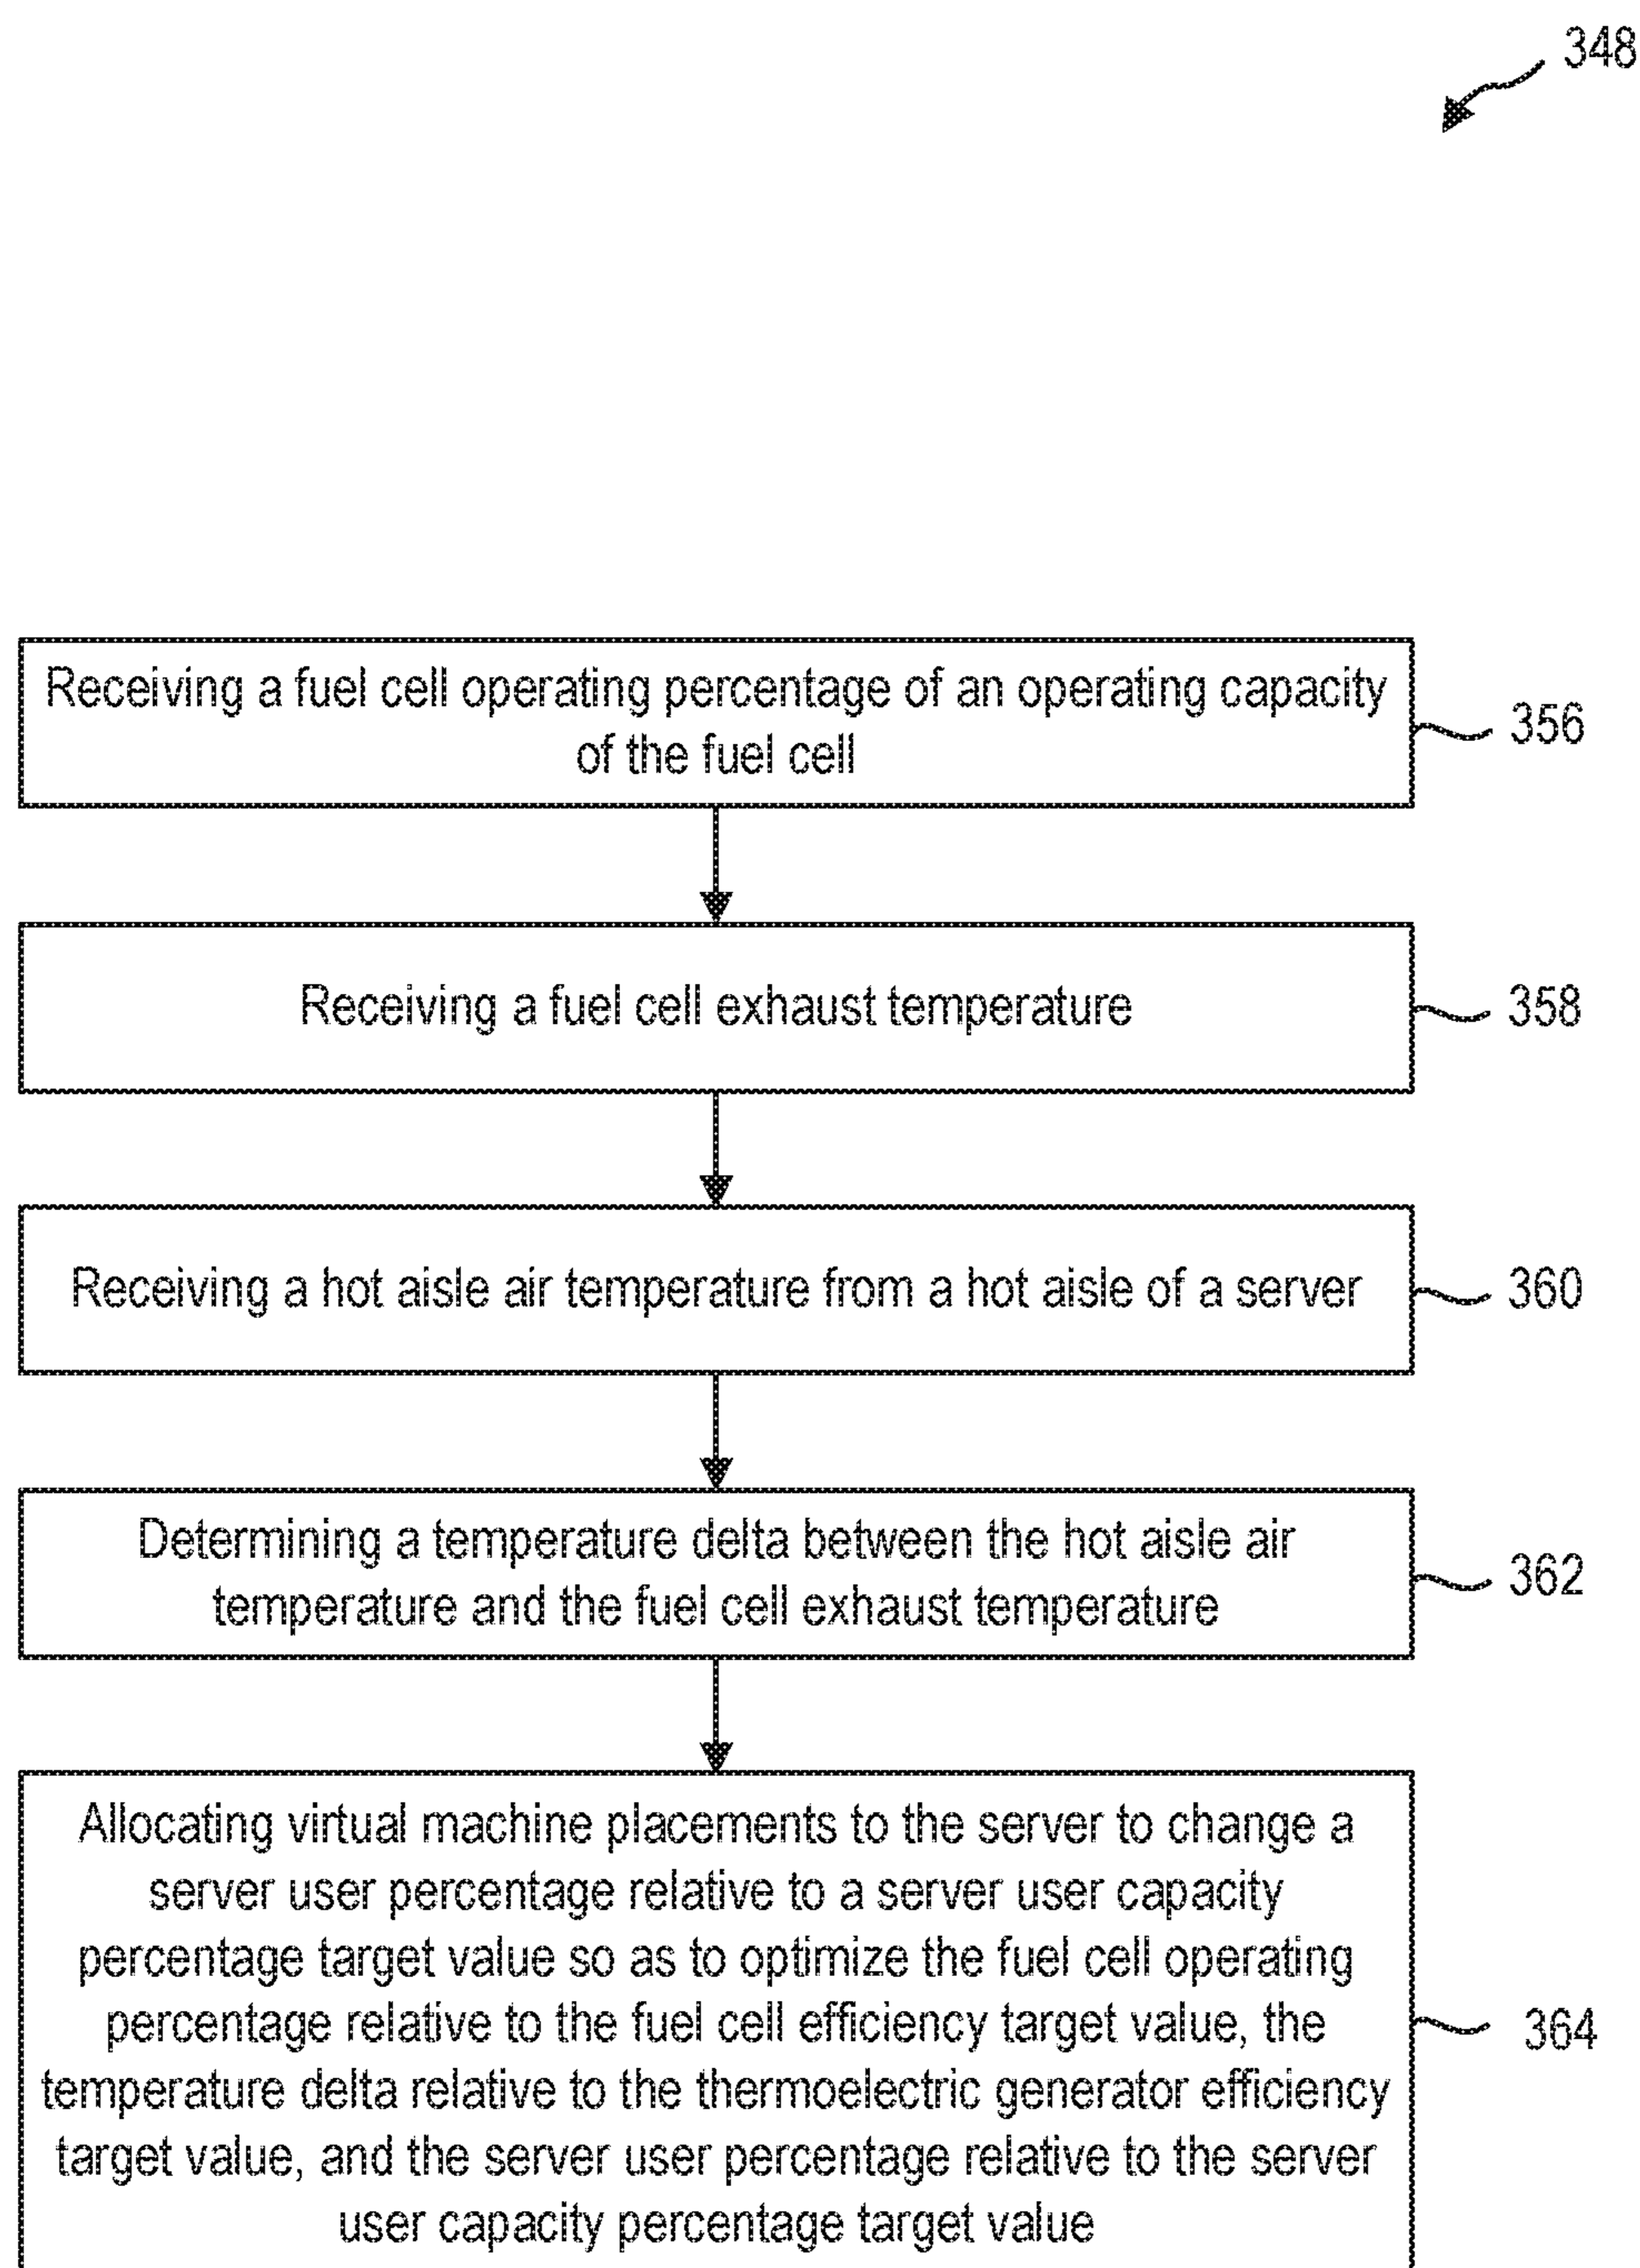 348
Receiving a fuel cell operating percentage of an operating capacity
of the fuel cell
356
Receiving a fuel cell exhaust temperature
358
Receiving a hot aisle air temperature from a hot aisle of a server
360
Determining a temperature delta between the hot aisle air
temperature and the fuel cell exhaust temperature
362
Allocating virtual machine placements to the server to change a
server user percentage relative to a server user capacity
percentage target value so as to optimize the fuel cell operating
percentage relative to the fuel cell efficiency target value, the
temperature delta relative to the thermoelectric generator efficiency
target value, and the server user percentage relative to the server
user capacity percentage target value
364